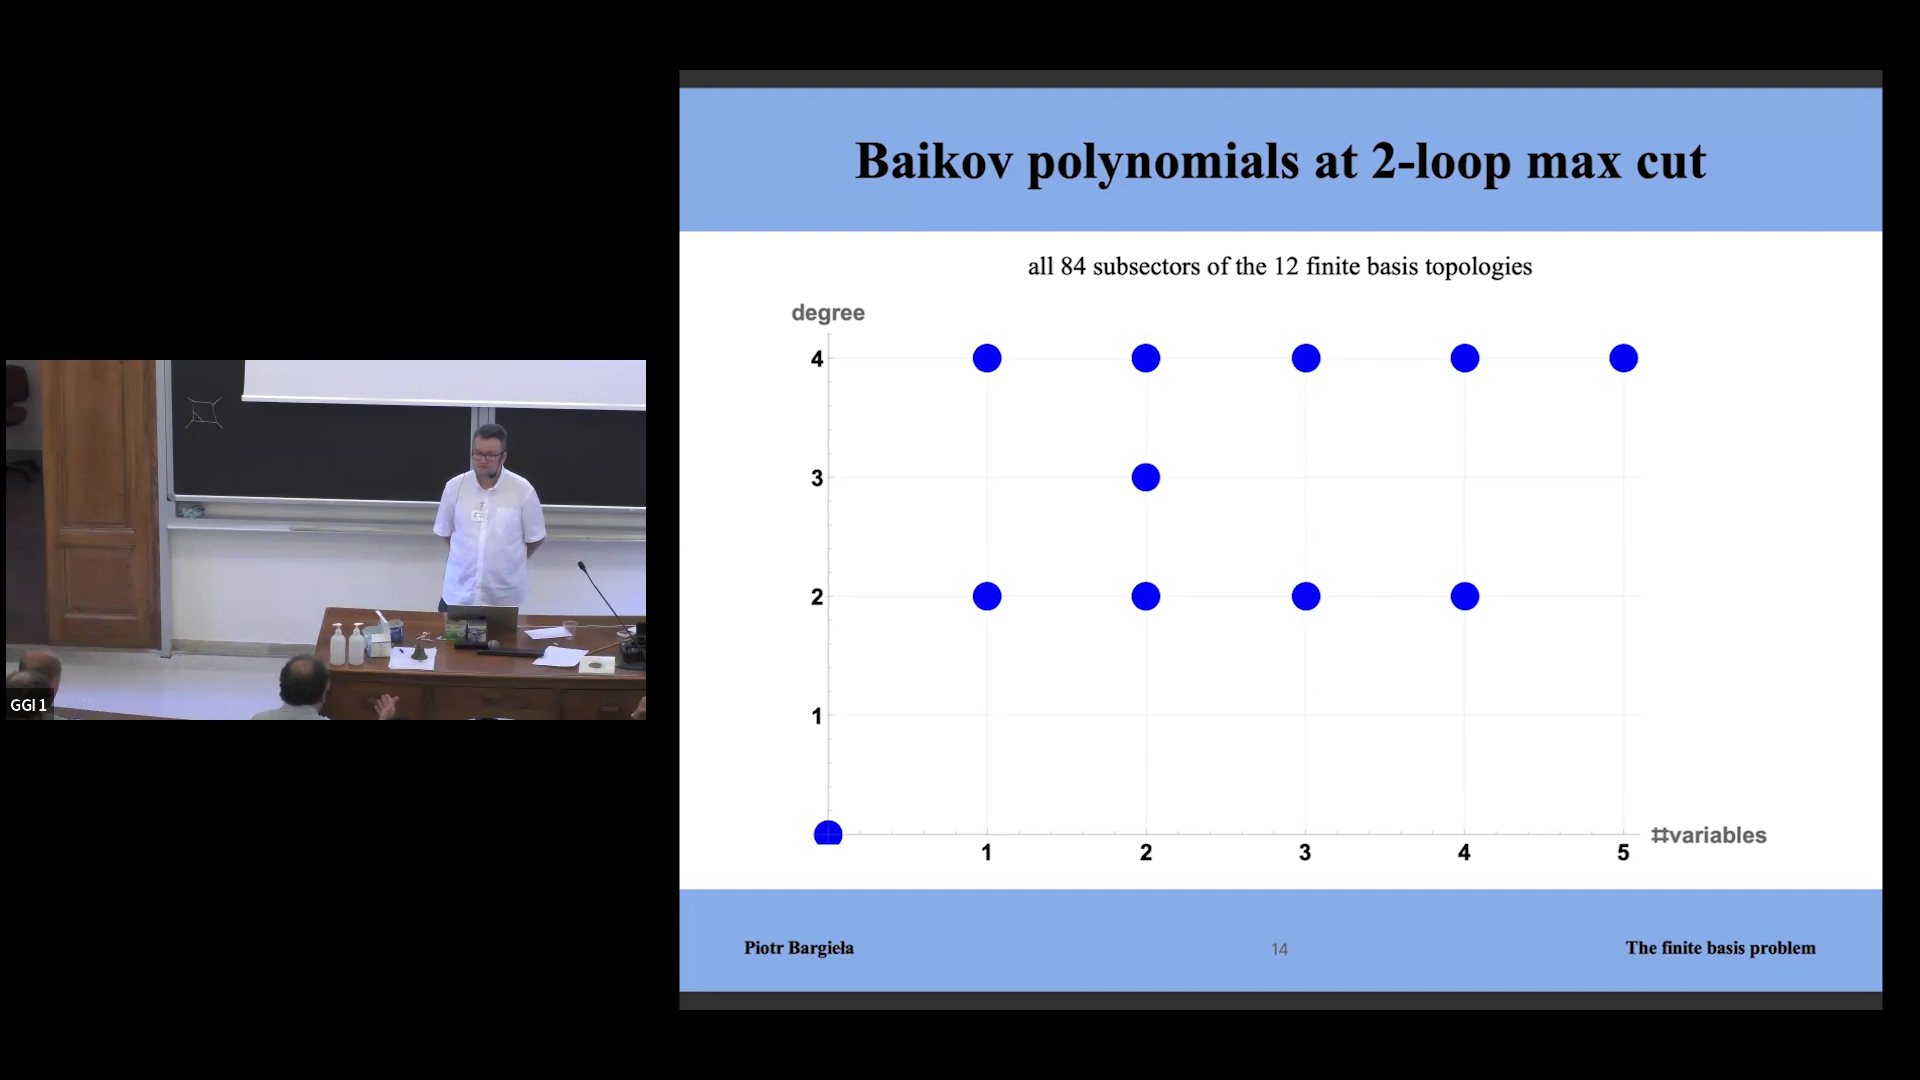 Baikov polynomials at 2-loop max cut
all 84 subsectors of the 12 finite basis topologies
degree
4
3
2
1
1 2 3 4 5
#variables
GGI 1
Piotr Bargieła
14
The finite basis problem